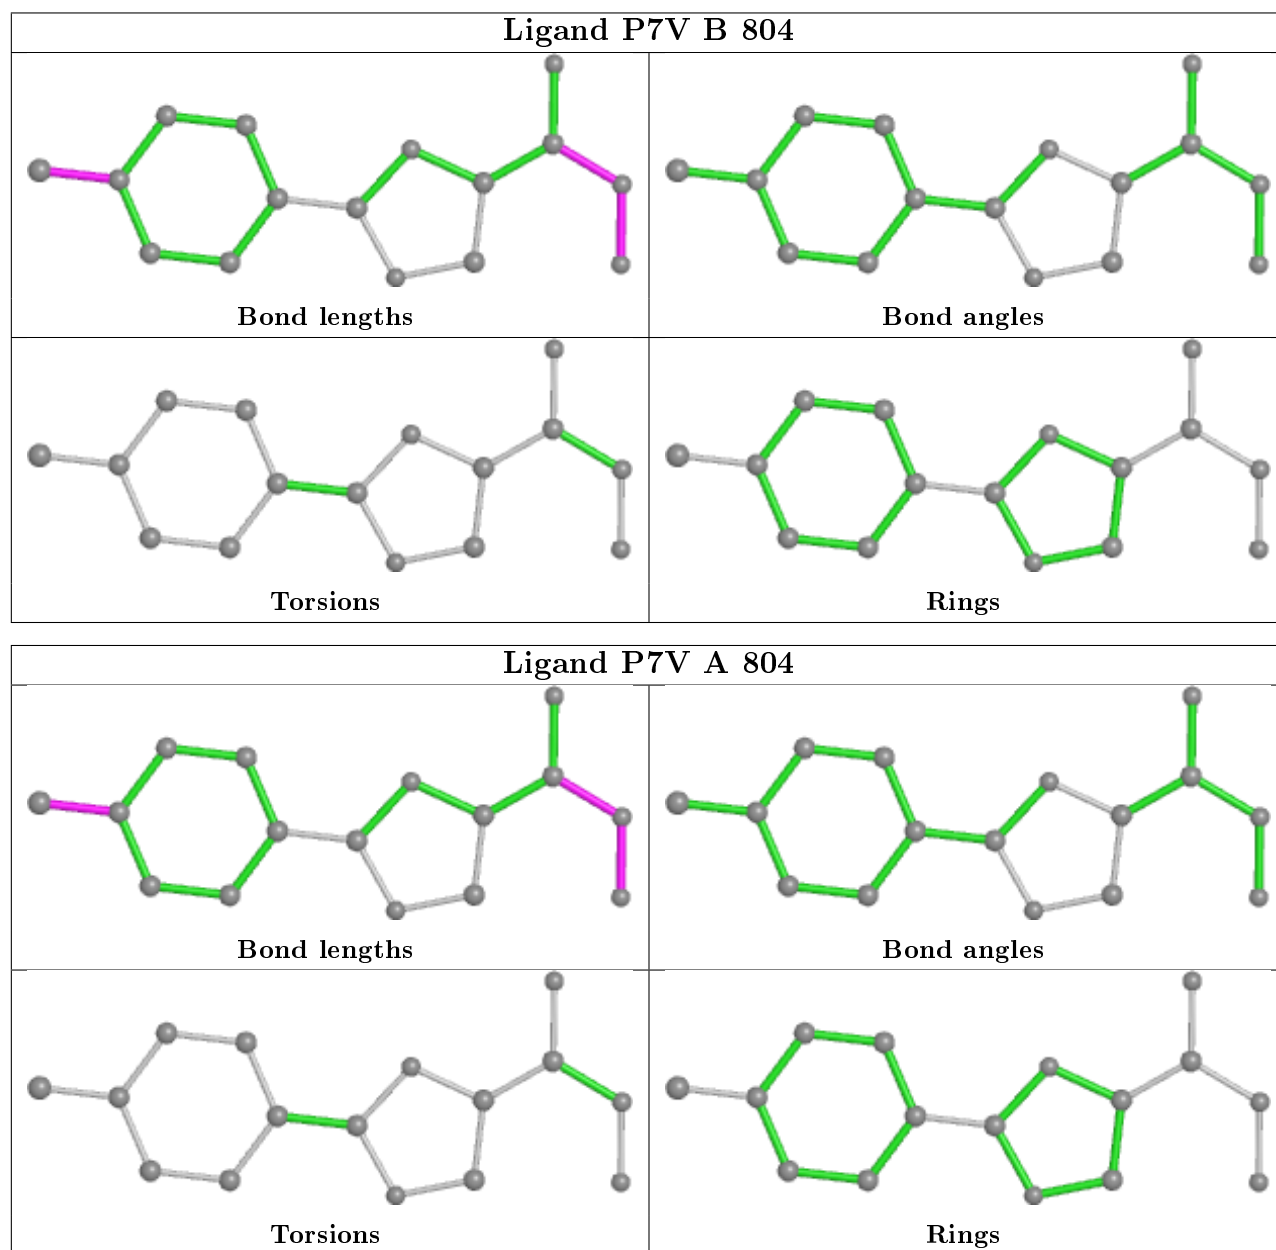 Ligand P7V B 804
Bond lengths
Bond angles
Torsions
Rings
Ligand P7V A 804
Bond lengths
Bond angles
Torsions
Rings